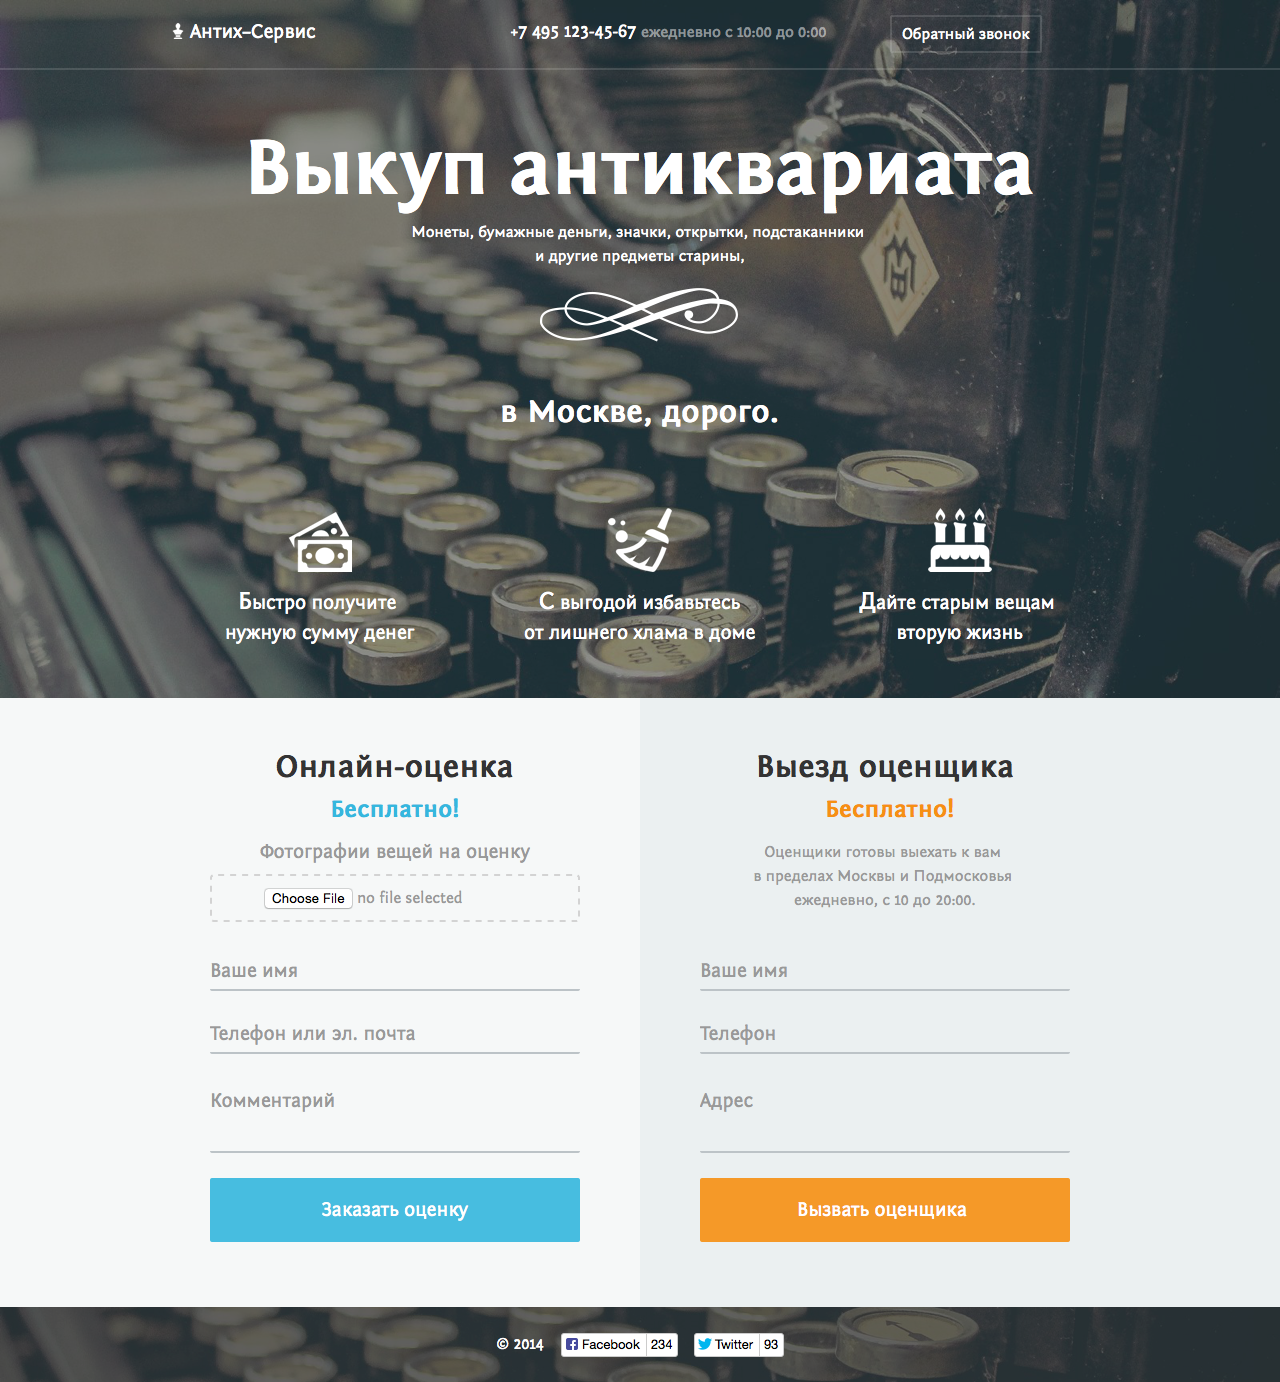 Антих–Сервис
+7 495 123-45-67 ежедневно с 10:00 до 0:00
Обратный звонок
Выкуп антиквариата
Монеты, бумажные деньги, значки, открытки, подстаканники
и другие предметы старины,
в Москве, дорого.
Быстро получите
нужную сумму денег
С выгодой избавьтесь
от лишнего хлама в доме
Дайте старым вещам
вторую жизнь
Онлайн-оценка
Бесплатно!
Фотографии вещей на оценку
Choose File no file selected
Ваше имя
Телефон или эл. почта
Комментарий
Заказать оценку
Выезд оценщика
Бесплатно!
Оценщики готовы выехать к вам
в пределах Москвы и Подмосковья
ежедневно, с 10 до 20:00.
Ваше имя
Телефон
Адрес
Вызвать оценщика
© 2014
Facebook 234
Twitter 93